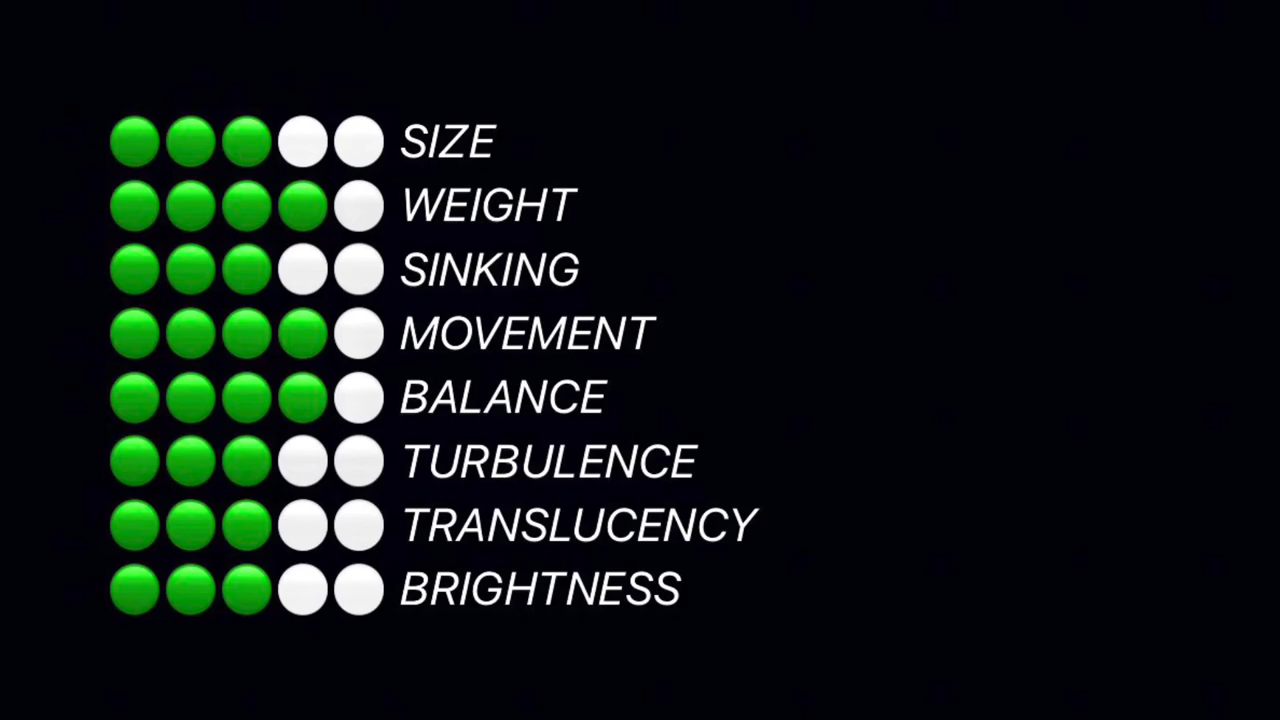 SIZE
WEIGHT
SINKING
MOVEMENT
BALANCE
TURBULENCE
TRANSLUCENCY
BRIGHTNESS